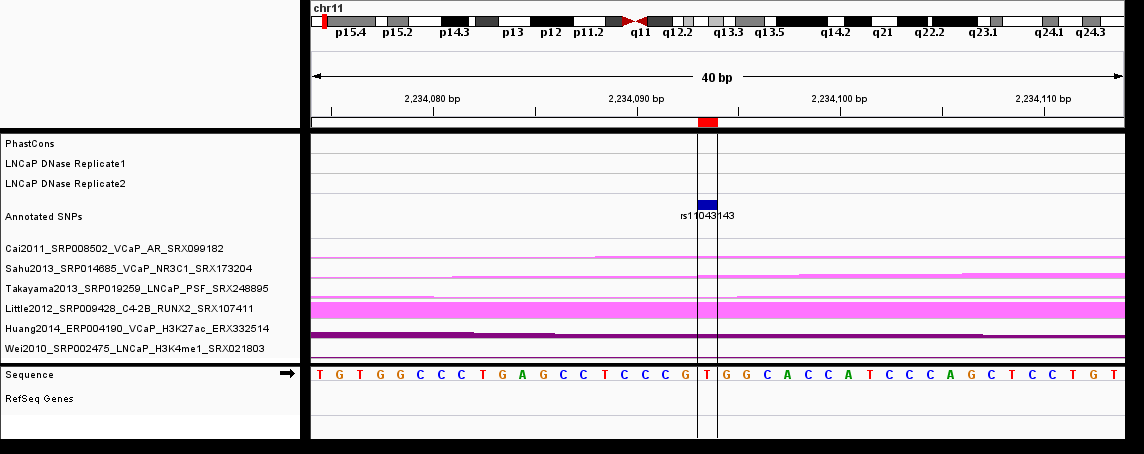 chr11
p15.4 p15.2 p14.3 p13 p12 p11.2 q11 q12.2 q13.3 q13.5 q14.2 q21 q22.2 q23.1 q24.1 q24.3
40 bp
2,234,080 bp 2,234,090 bp 2,234,100 bp 2,234,110 bp
PhastCons
LNCaP DNase Replicate1
LNCaP DNase Replicate2
Annotated SNPs
rs11043143
Cai2011_SRP008502_VCaP_AR_SRX099182
Sahu2013_SRP014685_VCaP_NR3C1_SRX173204
Takayama2013_SRP019259_LNCaP_PSF_SRX248895
Little2012_SRP009428_C4-2B_RUNX2_SRX107411
Huang2014_ERP004190_VCaP_H3K27ac_ERX332514
Wei2010_SRP002475_LNCaP_H3K4me1_SRX021803
Sequence T G T G G C C C T G A G C C T C C C G T G G C A C C A T C C C A G C T C C T G T
RefSeq Genes